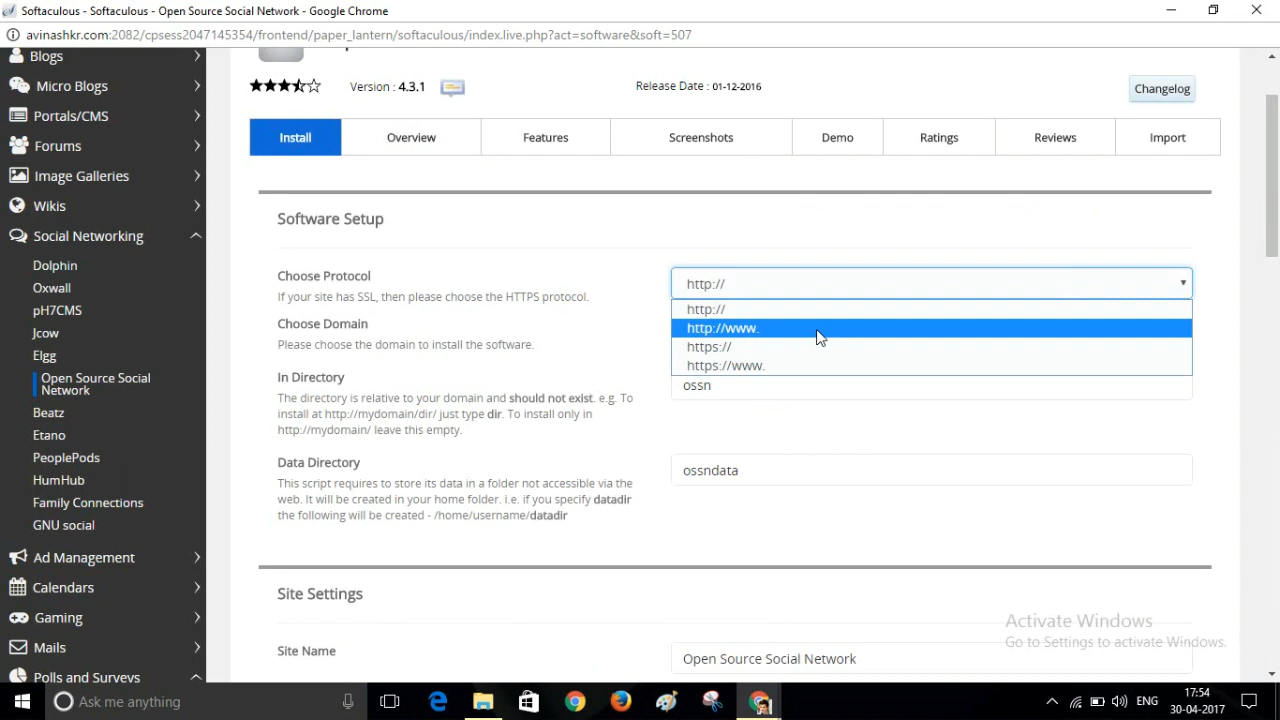 Softaculous - Softaculous - Open Source Social Network - Google Chrome
avinashkr.com:2082/cpsess2047145354/frontend/paper_lantern/softaculous/index.live.php?act=software&soft=507
Blogs
Micro Blogs
Portals/CMS
Forums
Image Galleries
Wikis
Social Networking
Dolphin
Oxwall
pH7CMS
Jcow
Elgg
Open Source Social
Network
Beatz
Etano
PeoplePods
HumHub
Family Connections
GNU social
Ad Management
Calendars
Gaming
Mails
Polls and Surveys
Version : 4.3.1
Release Date : 01-12-2016
Changelog
Install Overview Features Screenshots Demo Ratings Reviews Import
Software Setup
Choose Protocol
If your site has SSL, then please choose the HTTPS protocol.
http://
http://
http://www.
https://
https://www.
Choose Domain
Please choose the domain to install the software.
In Directory
The directory is relative to your domain and should not exist. e.g. To
install at http://mydomain/dir/ just type dir. To install only in
http://mydomain/ leave this empty.
ossn
Data Directory
This script requires to store its data in a folder not accessible via the
web. It will be created in your home folder. i.e. if you specify datadir
the following will be created - /home/username/datadir
ossndata
Site Settings
Site Name
Open Source Social Network
Activate Windows
Go to Settings to activate Windows.
Ask me anything
ENG
17:54
30-04-2017